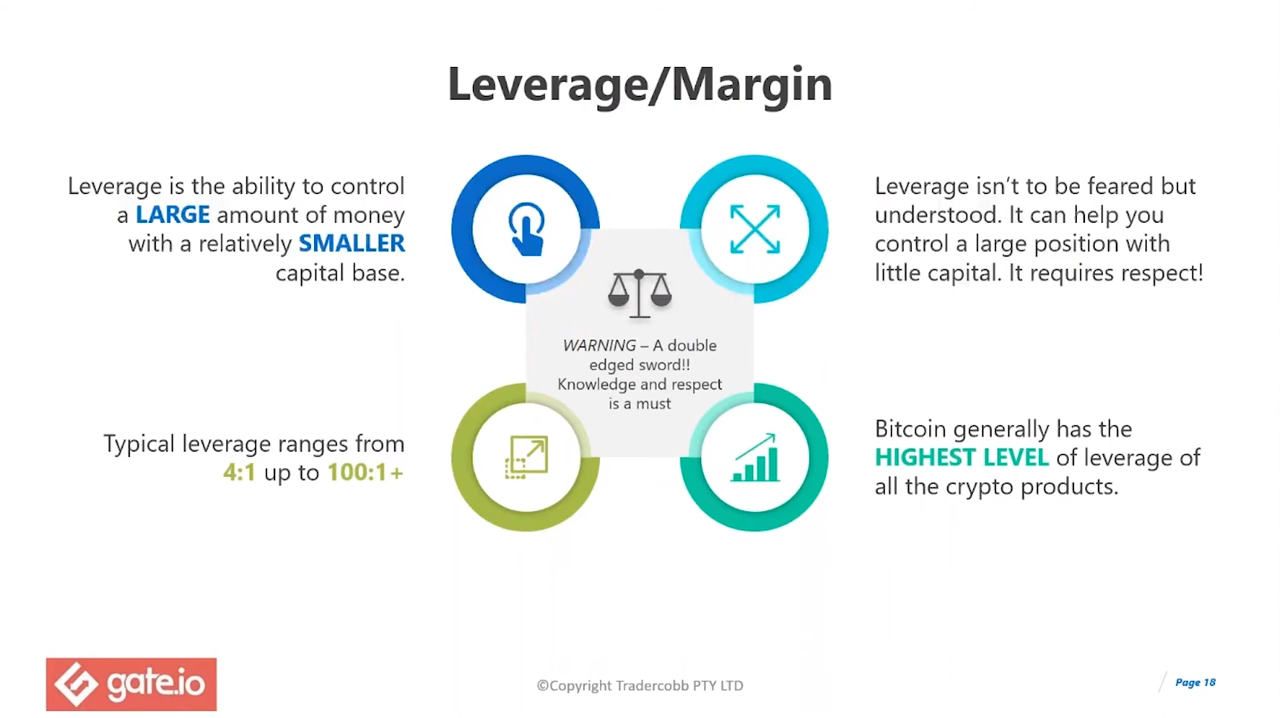 Leverage/Margin
Leverage is the ability to control
a LARGE amount of money
with a relatively SMALLER
capital base.
Leverage isn't to be feared but
understood. It can help you
control a large position with
little capital. It requires respect!
WARNING – A double
edged sword!!
Knowledge and respect
is a must
Typical leverage ranges from
4:1 up to 100:1+
Bitcoin generally has the
HIGHEST LEVEL of leverage of
all the crypto products.
gate.io
©Copyright Tradercobb PTY LTD
Page 18